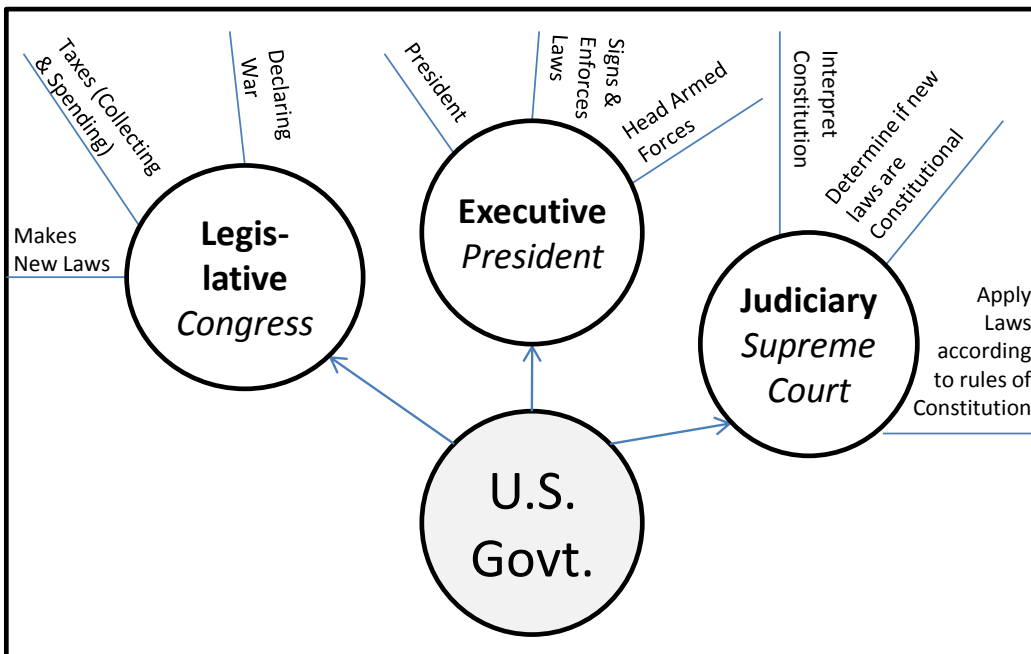 Makes
New Laws
Taxes (Collecting
& Spending)
Declaring
War
Legis-
lative
Congress
President
Signs &
Enforces
Laws
Head Armed
Forces
Executive
President
Interpret
Constitution
Determine if new
laws are
Constitutional
Apply
Laws
according
to rules of
Constitution
Judiciary
Supreme
Court
U.S.
Govt.